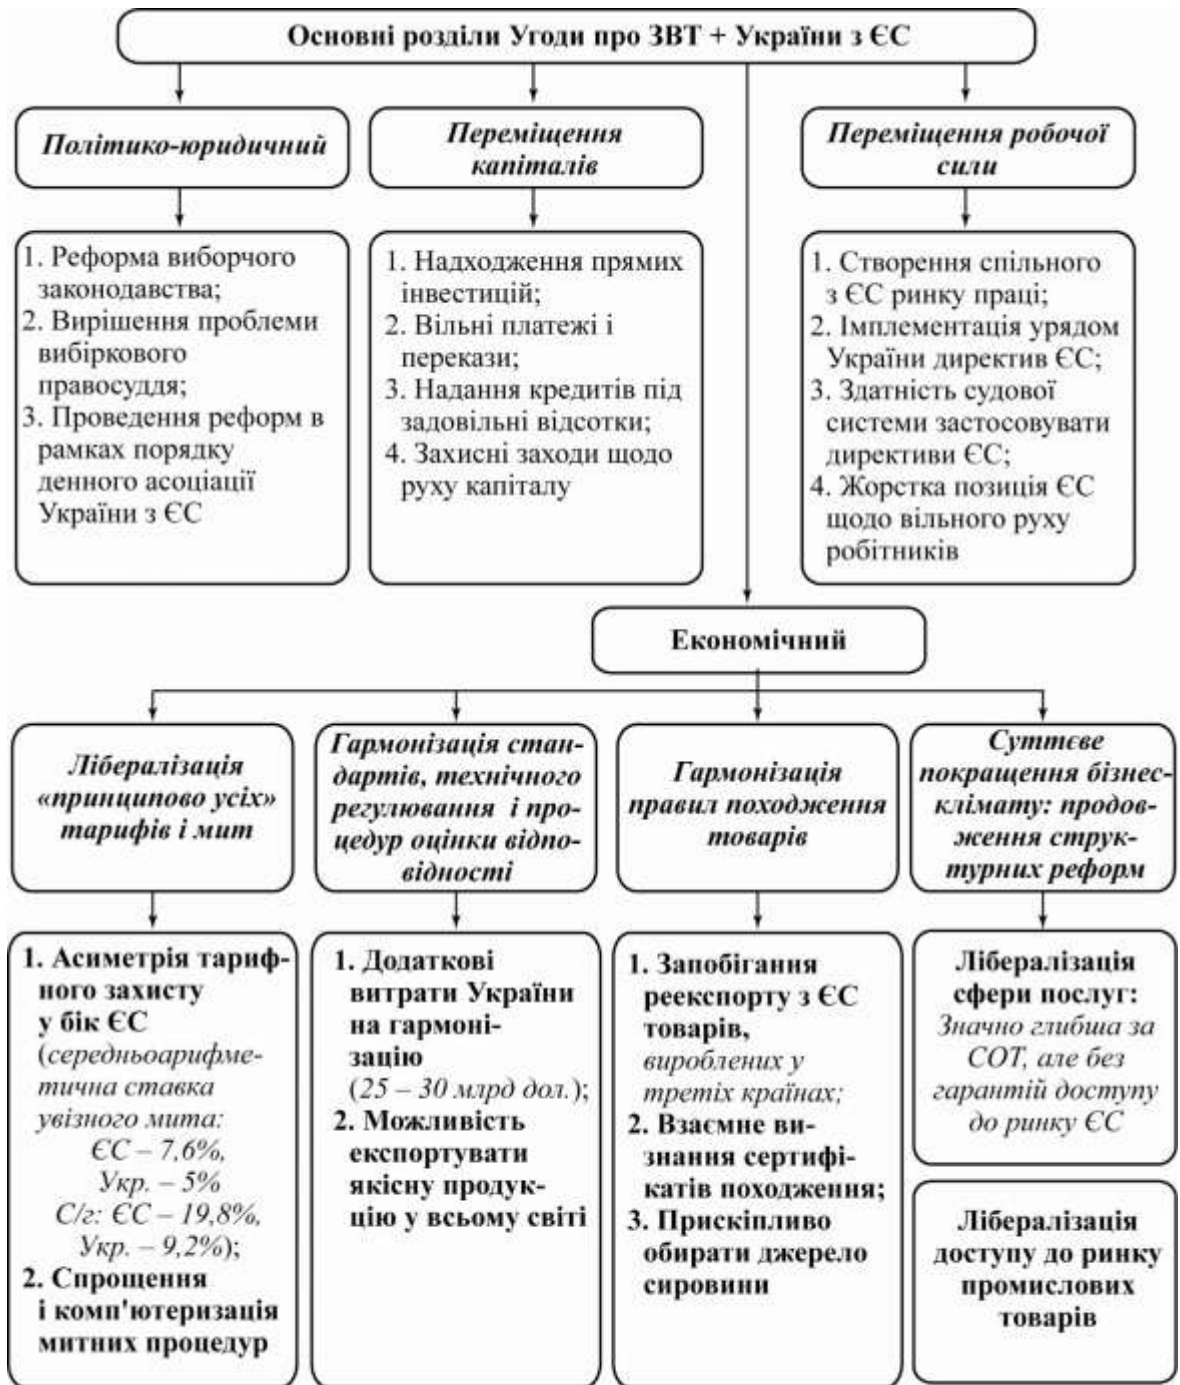 Основні розділи Угоди про ЗВТ + України з ЄС
Політико-юридичний
Переміщення
капіталів
Переміщення робочої
сили
1. Реформа виборчого
законодавства;
2. Вирішення проблеми
вибіркового
правосуддя;
3. Проведення реформ в
рамках порядку
денного асоціації
України з ЄС
1. Надходження прямих
інвестицій;
2. Вільні платежі і
перекази;
3. Надання кредитів під
задовільні відсотки;
4. Захисні заходи щодо
руху капіталу
1. Створення спільного
з ЄС ринку праці;
2. Імплементація урядом
України директив ЄС;
3. Здатність судової
системи застосовувати
директиви ЄС;
4. Жорстка позиція ЄС
щодо вільного руху
робітників
Економічний
Лібералізація
«принципово усіх»
тарифів і мит
Гармонізація стан-
дартів, технічного
регулювання і про-
цедур оцінки відпо-
відності
Гармонізація
правил походження
товарів
Суттєве
покращення бізнес-
клімату: продов-
ження струк-
турних реформ
1. Асиметрія тариф-
ного захисту
у бік ЄС
(середньоарифме-
тична ставка
увізного мита:
ЄС – 7,6%,
Укр. – 5%
С/г: ЄС – 19,8%,
Укр. – 9,2%);
2. Спрощення
і комп'ютеризація
митних процедур
1. Додаткові
витрати України
на гармоні-
зацію
(25 – 30 млрд дол.);
2. Можливість
експортувати
якісну продук-
цію у всьому світі
1. Запобігання
реекспорту з ЄС
товарів,
вироблених у
третіх країнах;
2. Взаємне ви-
знання сертифі-
катів походження;
3. Прискіпливо
обирати джерело
сировини
Лібералізація
сфери послуг:
Значно глибша за
СОТ, але без
гарантій доступу
до ринку ЄС
Лібералізація
доступу до ринку
промислових
товарів